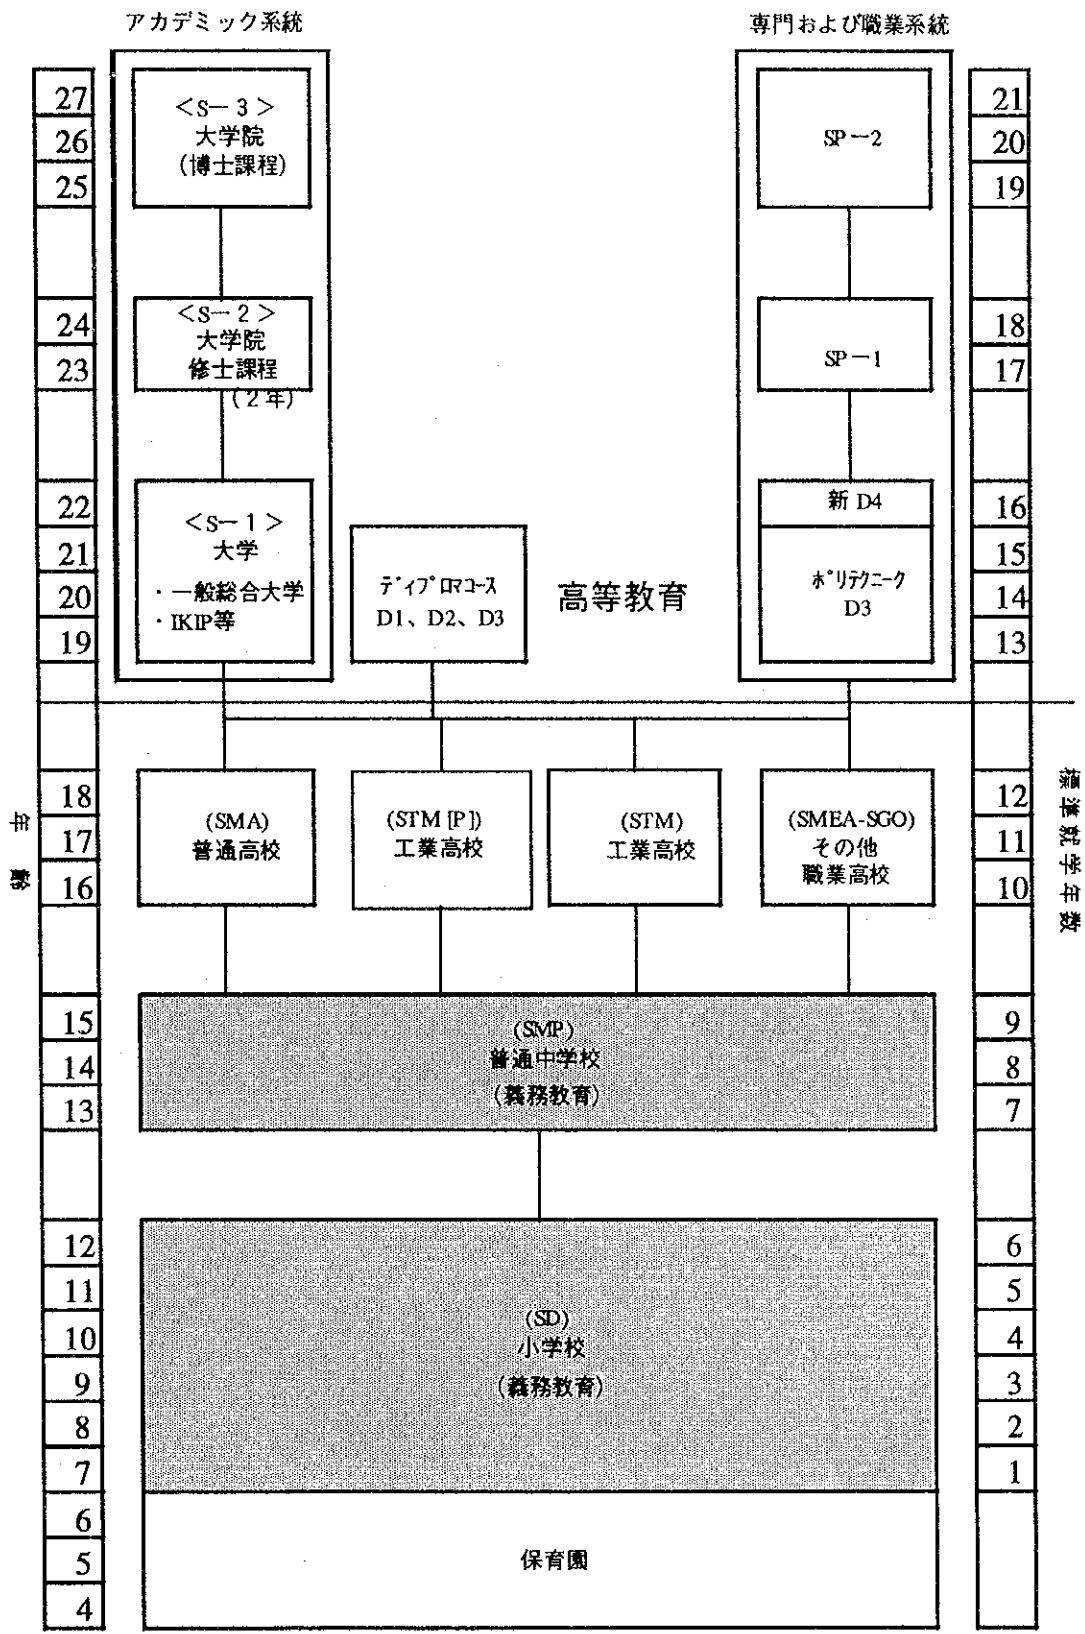 アカデミック系統
専門および職業系統
27
26
25
24
23
22
21
20
19
18
17
16
15
14
13
12
11
10
9
8
7
6
5
4
年齢
＜S－3＞
大学院
(博士課程)
＜S－2＞
大学院
修士課程
(2年)
＜S－1＞
大学
・一般総合大学
・IKIP等
ﾃﾞｨﾌﾟﾛﾏｺｰｽ
D1、D2、D3
高等教育
SP－2
SP－1
新 D4
ﾎﾟﾘﾃｸﾆｰｸ
D3
(SMA)
普通高校
(STM [P])
工業高校
(STM)
工業高校
(SMEA-SGO)
その他
職業高校
(SMP)
普通中学校
(義務教育)
(SD)
小学校
(義務教育)
保育園
21
20
19
18
17
16
15
14
13
12
11
10
9
8
7
6
5
4
3
2
1
標準就学年数